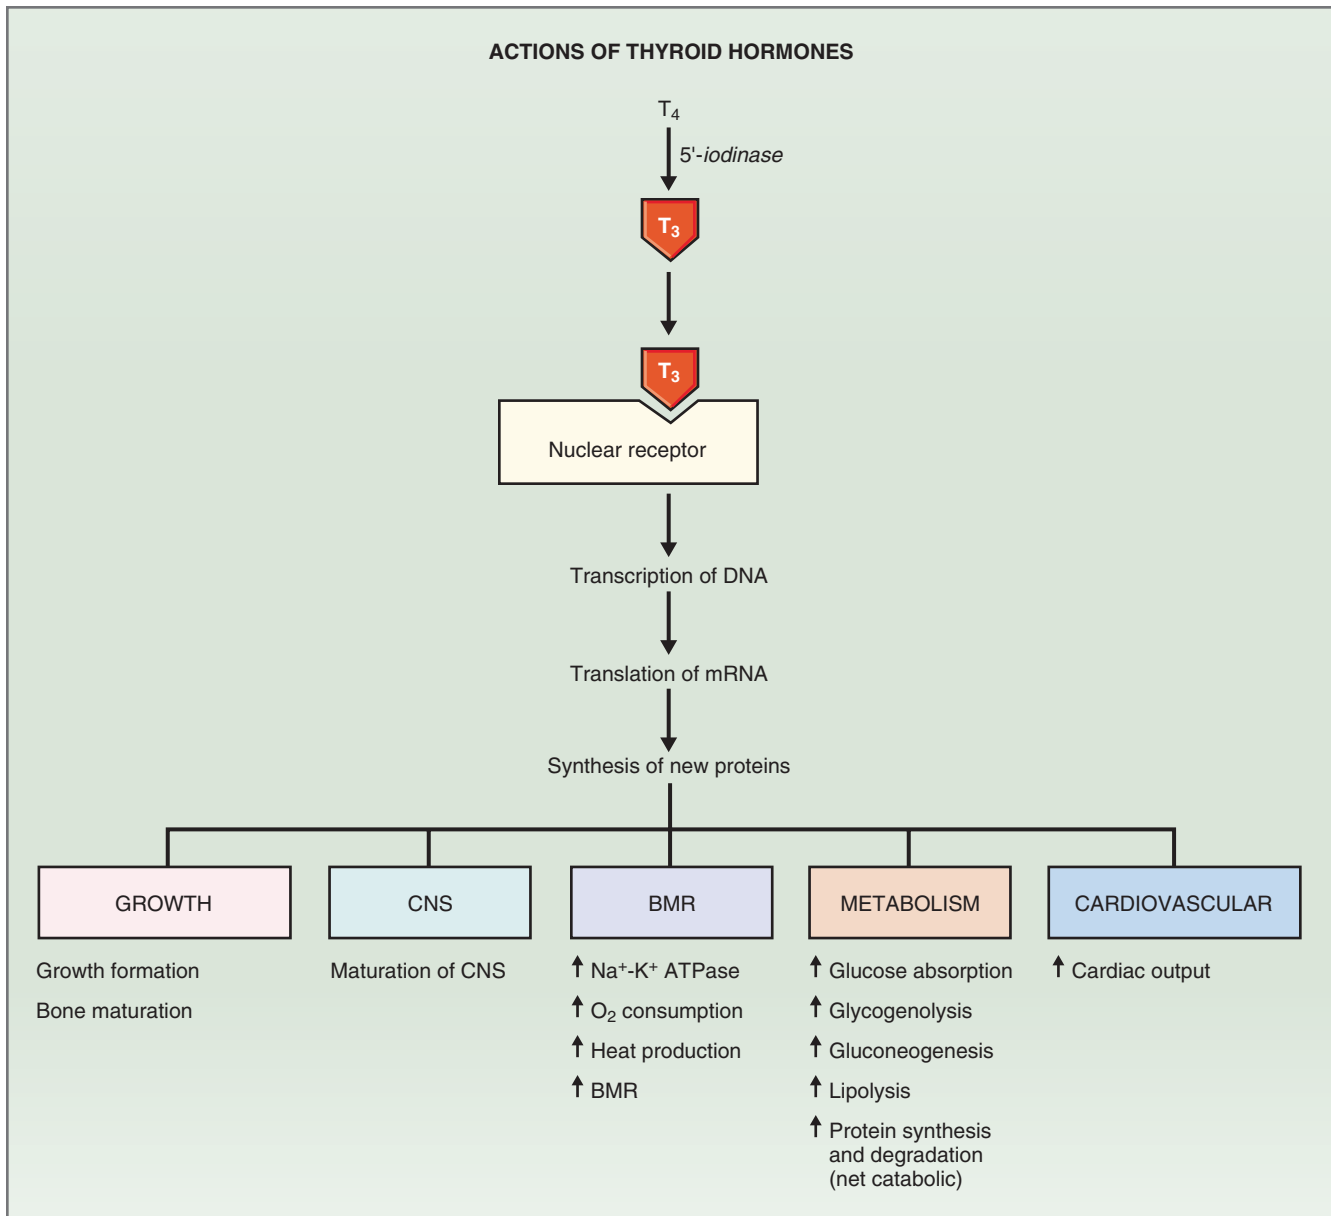 ACTIONS OF THYROID HORMONES
T₄
5'-iodinase
T₃
T₃
Nuclear receptor
Transcription of DNA
Translation of mRNA
Synthesis of new proteins
GROWTH
Growth formation
Bone maturation
CNS
Maturation of CNS
BMR
↑ Na⁺-K⁺ ATPase
↑ O₂ consumption
↑ Heat production
↑ BMR
METABOLISM
↑ Glucose absorption
↑ Glycogenolysis
↑ Gluconeogenesis
↑ Lipolysis
↑ Protein synthesis
and degradation
(net catabolic)
CARDIOVASCULAR
↑ Cardiac output